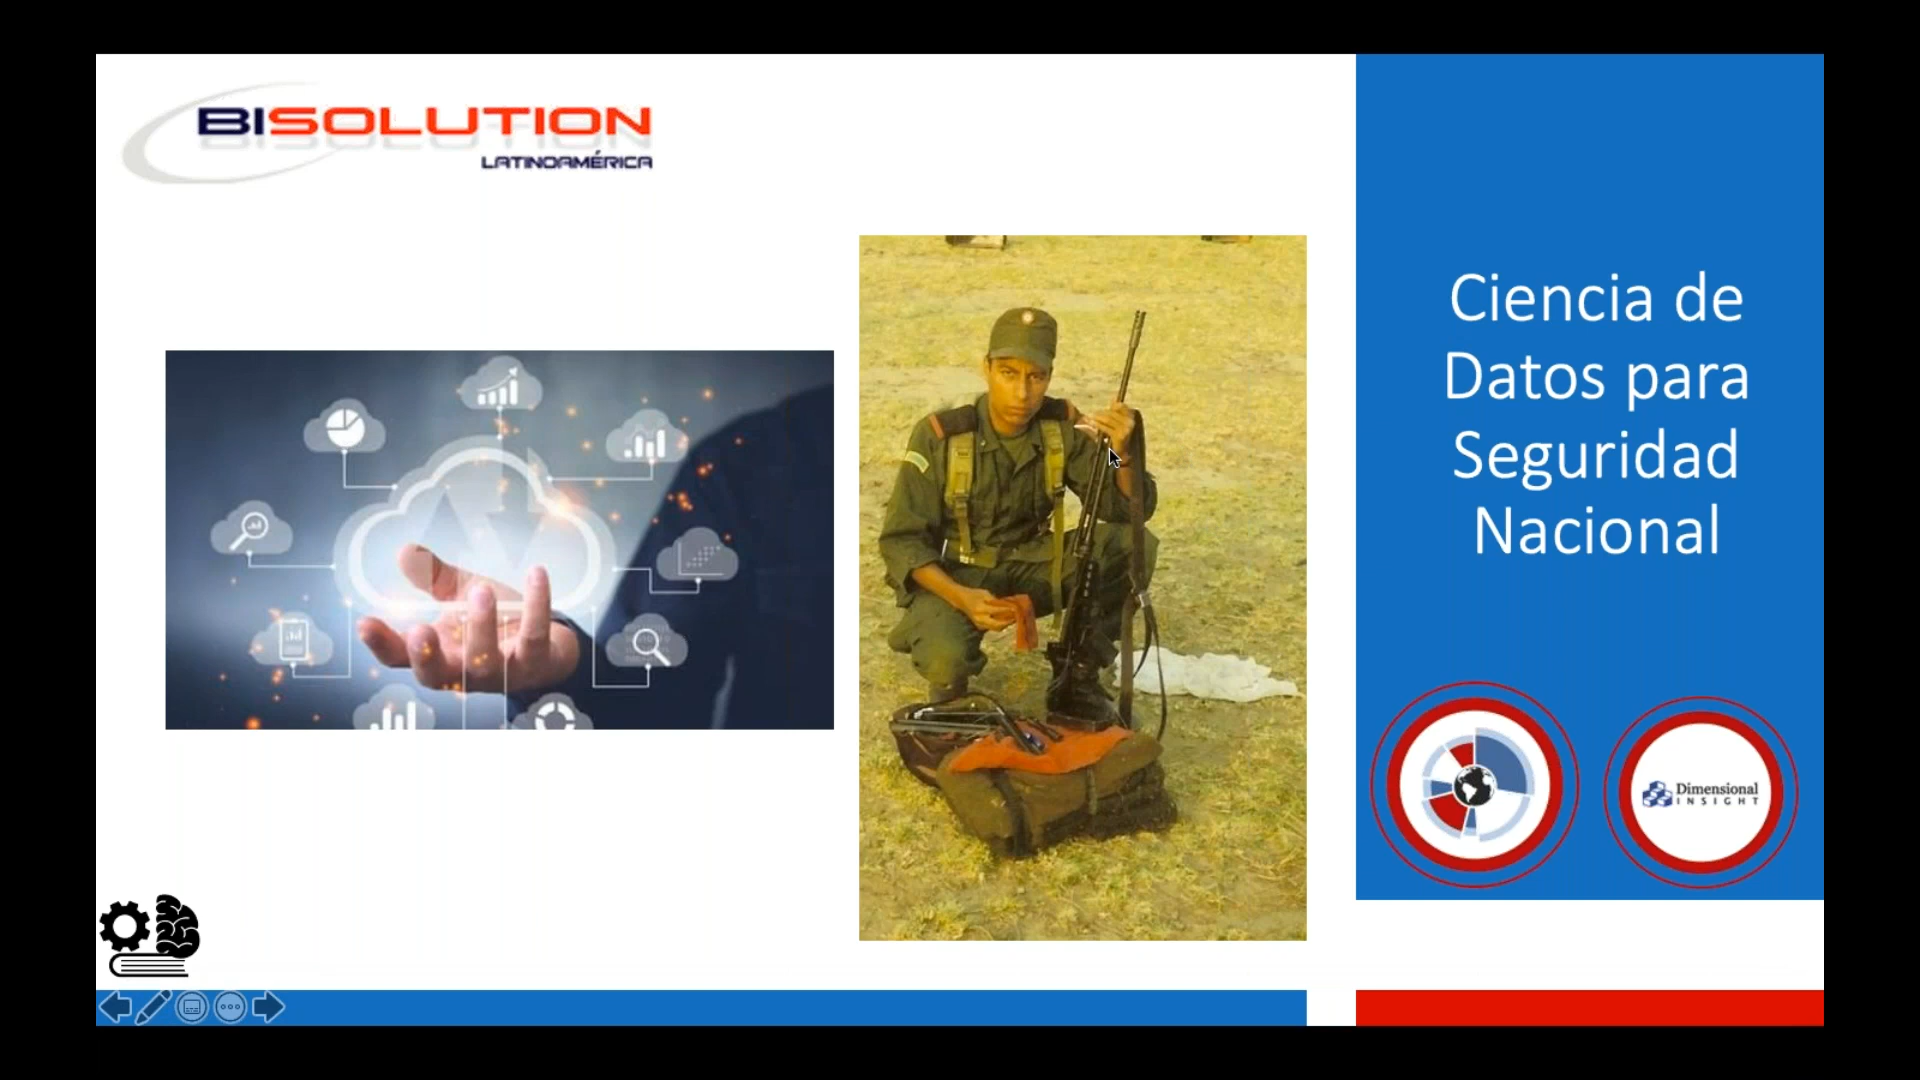 BISOLUTION
LATINOAMÉRICA
Ciencia de
Datos para
Seguridad
Nacional
Dimensional
INSIGHT